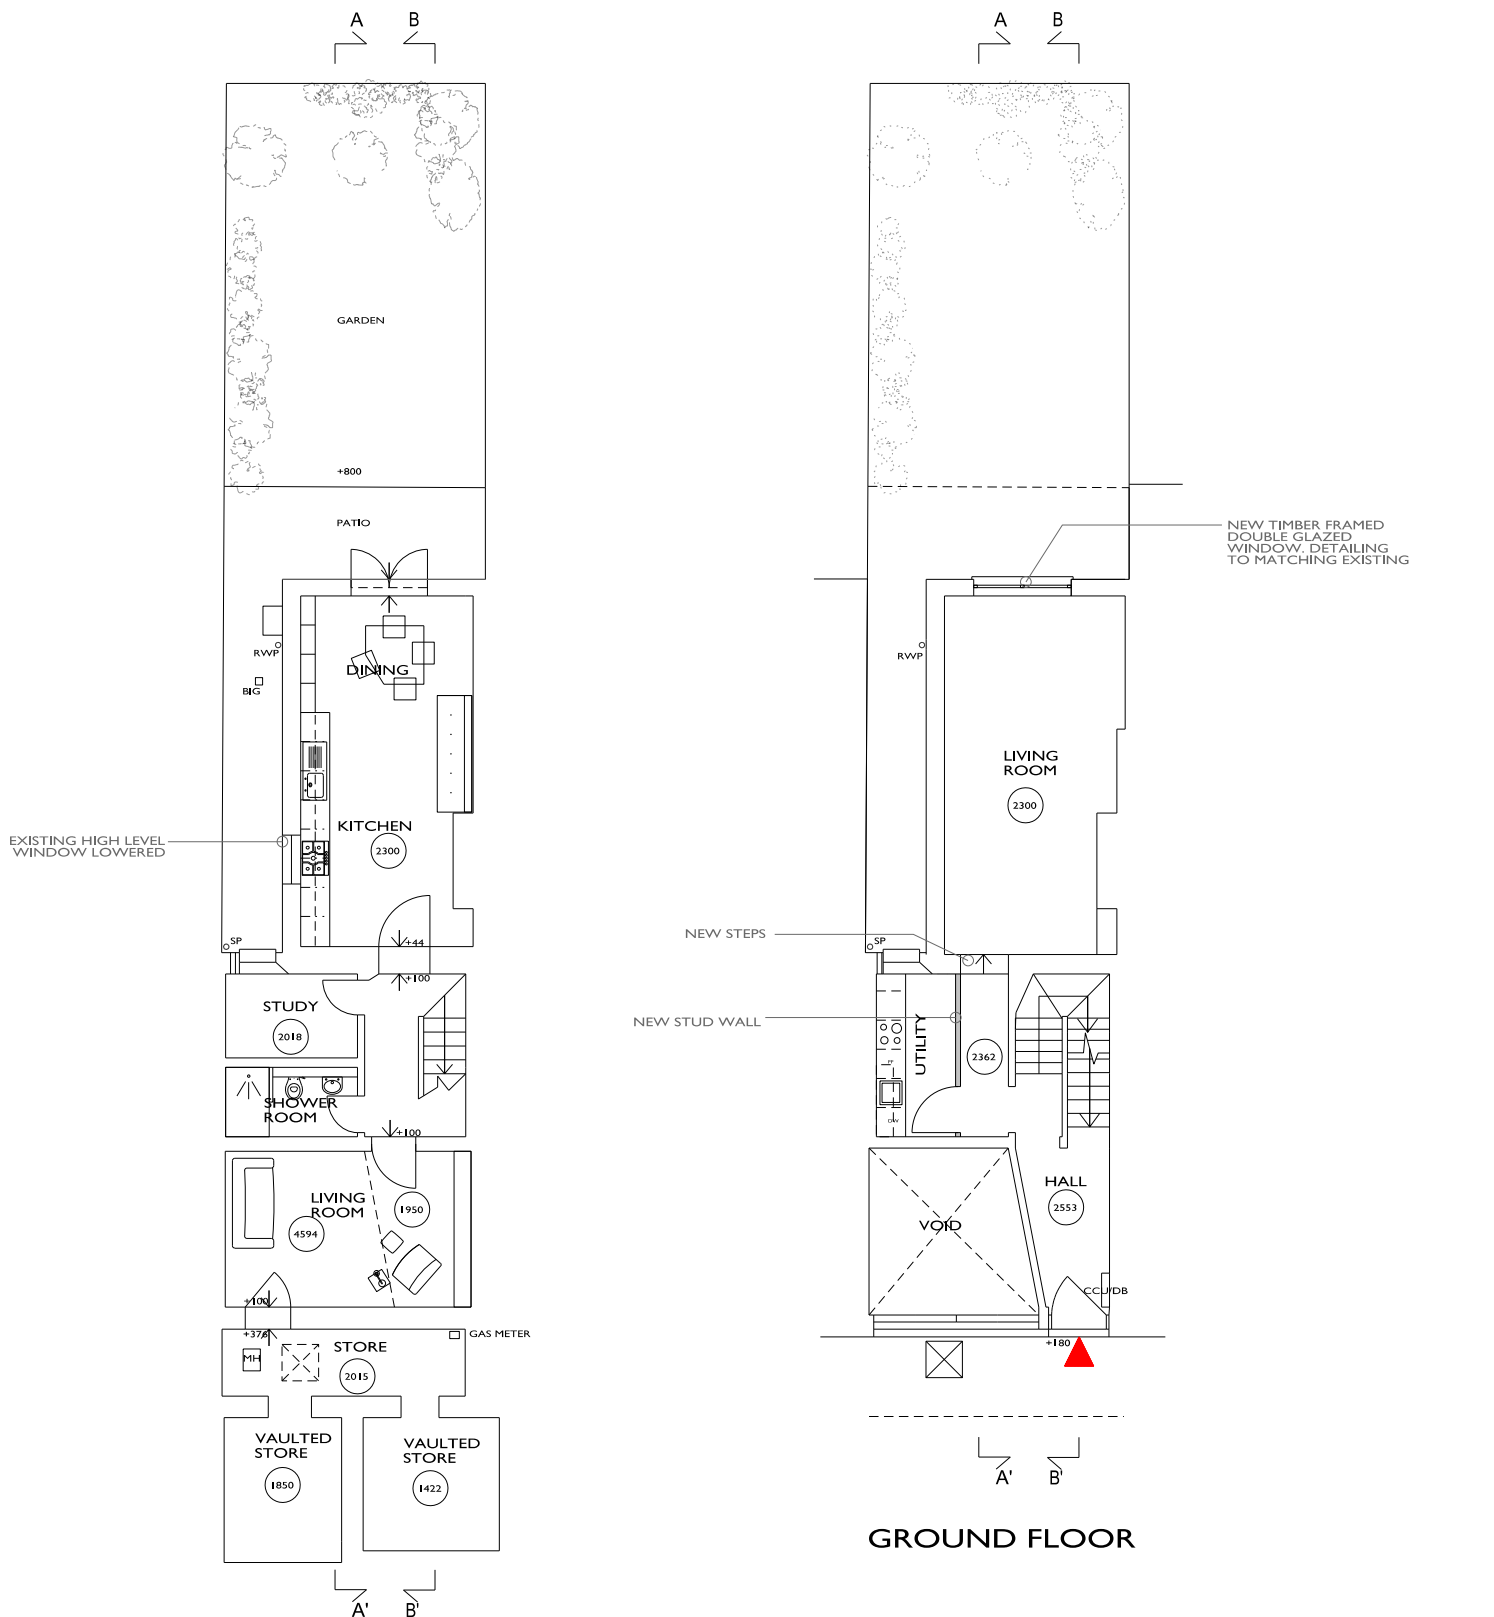 A B
GARDEN
+800
PATIO
RWP
BIG
DINING
EXISTING HIGH LEVEL
WINDOW LOWERED
KITCHEN
2300
SP
+44
+100
STUDY
2018
SHOWER
ROOM
+100
LIVING
ROOM
1950
4594
+100
+376
GAS METER
MH
STORE
2015
VAULTED
STORE
1850
VAULTED
STORE
1422
A' B'
A B
NEW TIMBER FRAMED
DOUBLE GLAZED
WINDOW. DETAILING
TO MATCHING EXISTING
RWP
LIVING
ROOM
2300
NEW STEPS
SP
NEW STUD WALL
UTILITY
2362
FF
DW
HALL
2553
VOID
CCU/DB
+180
A' B'
GROUND FLOOR